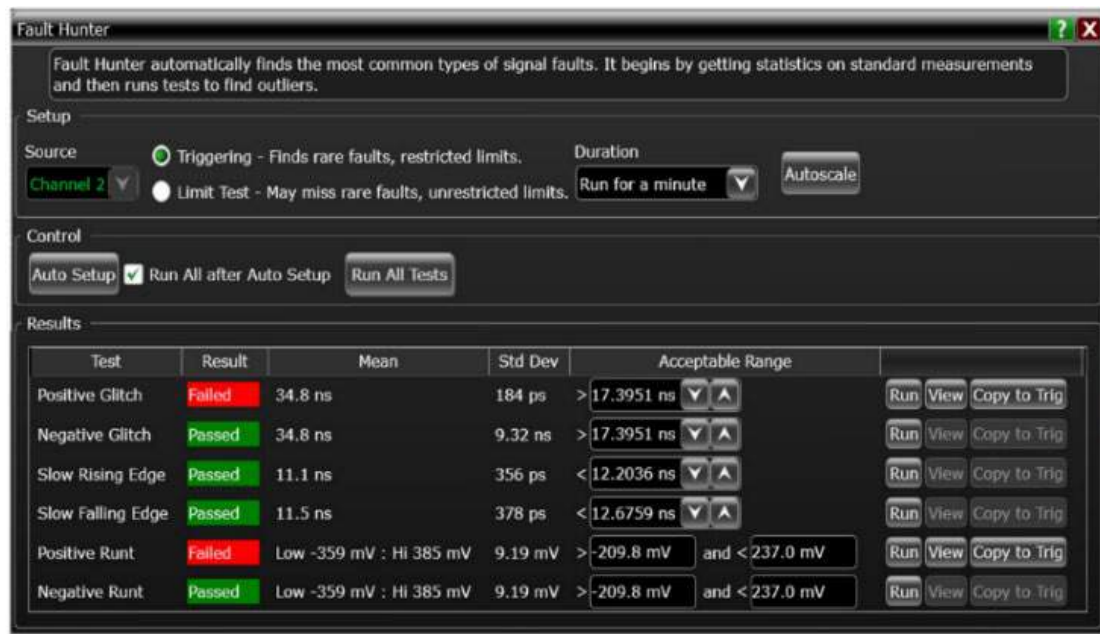 Fault Hunter
? X
Fault Hunter automatically finds the most common types of signal faults. It begins by getting statistics on standard measurements
and then runs tests to find outliers.
Setup
Source
Triggering - Finds rare faults, restricted limits.
Duration
Channel 2
Limit Test - May miss rare faults, unrestricted limits.
Run for a minute
Autoscale
Control
Auto Setup Run All after Auto Setup Run All Tests
Results
Test Result Mean Std Dev Acceptable Range
Positive Glitch Failed 34.8 ns 184 ps > 17.3951 ns Run View Copy to Trig
Negative Glitch Passed 34.8 ns 9.32 ns > 17.3951 ns Run View Copy to Trig
Slow Rising Edge Passed 11.1 ns 356 ps < 12.2036 ns Run View Copy to Trig
Slow Falling Edge Passed 11.5 ns 378 ps < 12.6759 ns Run View Copy to Trig
Positive Runt Failed Low -359 mV : Hi 385 mV 9.19 mV > -209.8 mV and < 237.0 mV Run View Copy to Trig
Negative Runt Passed Low -359 mV : Hi 385 mV 9.19 mV > -209.8 mV and < 237.0 mV Run View Copy to Trig